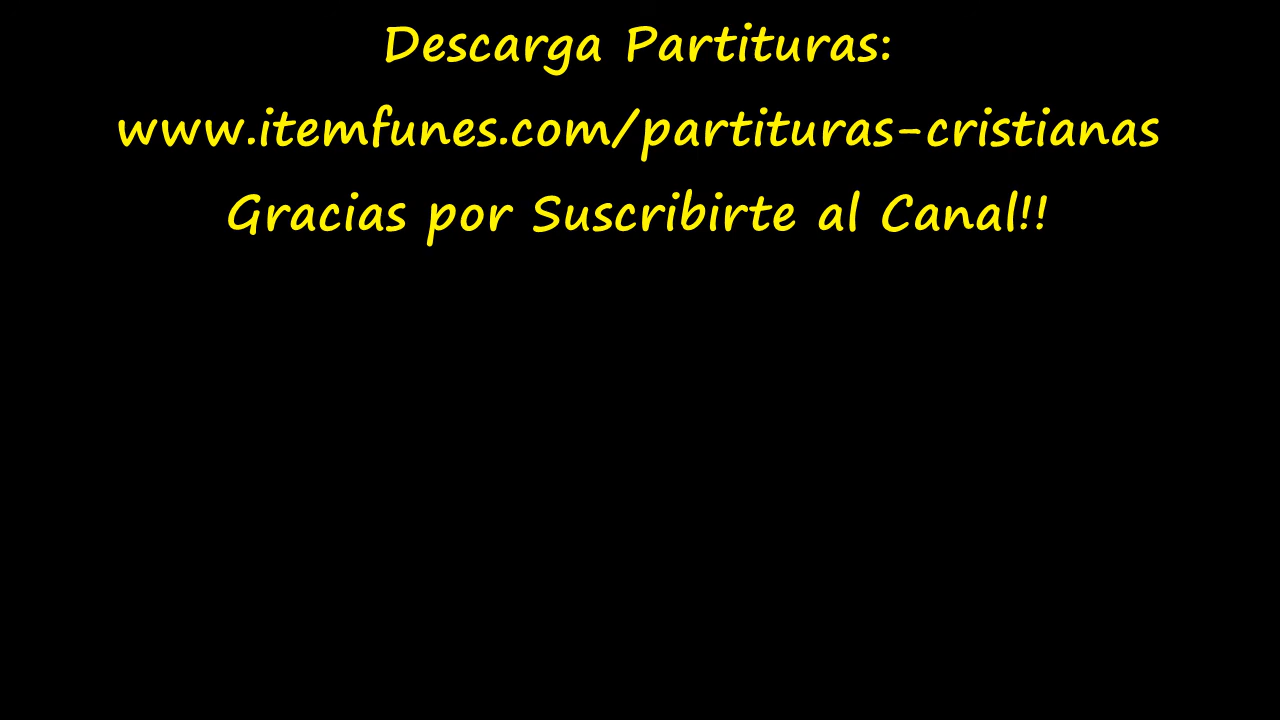 Descarga Partituras:
www.itemfunes.com/partituras-cristianas
Gracias por Suscribirte al Canal!!